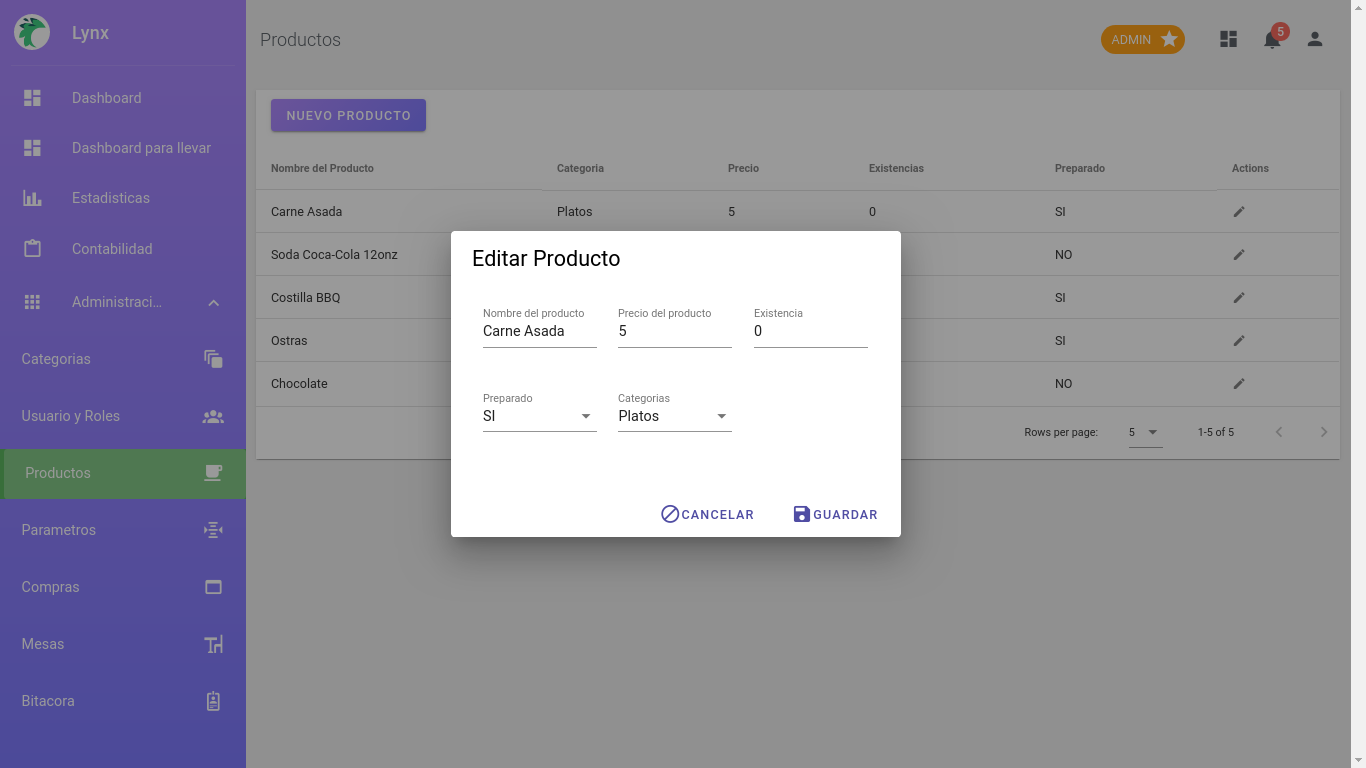 Lynx
Dashboard
Dashboard para llevar
Estadisticas
Contabilidad
Administraci...
Categorias
Usuario y Roles
Productos
Parametros
Compras
Mesas
Bitacora
Productos
ADMIN
5
NUEVO PRODUCTO
Nombre del Producto Categoria Precio Existencias Preparado Actions
Carne Asada Platos 5 0 SI
Soda Coca-Cola 12onz NO
Costilla BBQ SI
Ostras SI
Chocolate NO
Rows per page: 5 1-5 of 5
Editar Producto
Nombre del producto Precio del producto Existencia
Carne Asada 5 0
Preparado Categorias
SI Platos
CANCELAR GUARDAR